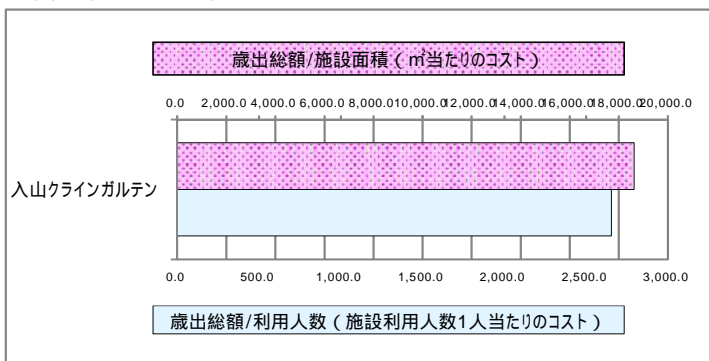 歳出総額/施設面積(㎡当たりのコスト)
0.0 2,000.0 4,000.0 6,000.0 8,000.0 10,000.0 12,000.0 14,000.0 16,000.0 18,000.0 20,000.0
入山クラインガルテン
0.0 500.0 1,000.0 1,500.0 2,000.0 2,500.0 3,000.0
歳出総額/利用人数(施設利用人数1人当たりのコスト)